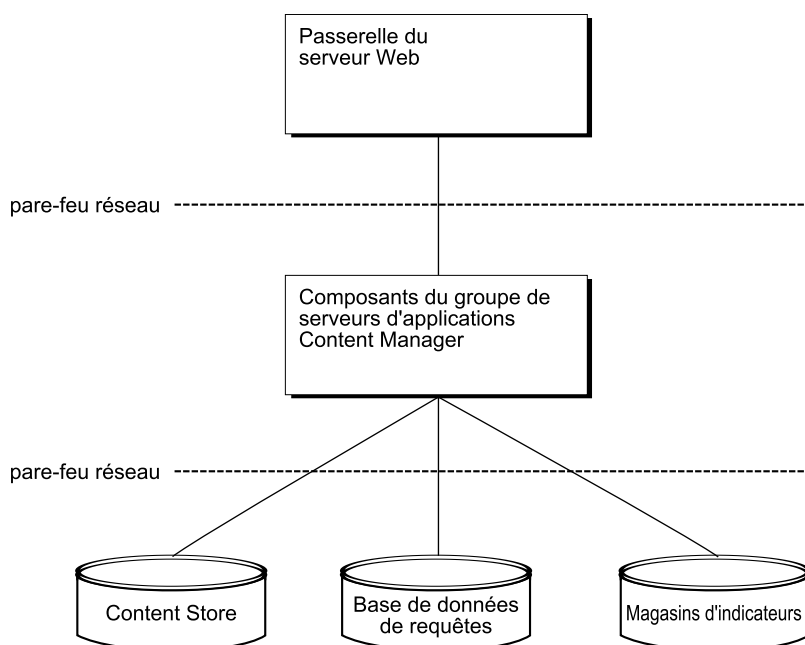 Passerelle du
serveur Web
pare-feu réseau
Composants du groupe de
serveurs d'applications
Content Manager
pare-feu réseau
Content Store
Base de données
de requêtes
Magasins d'indicateurs